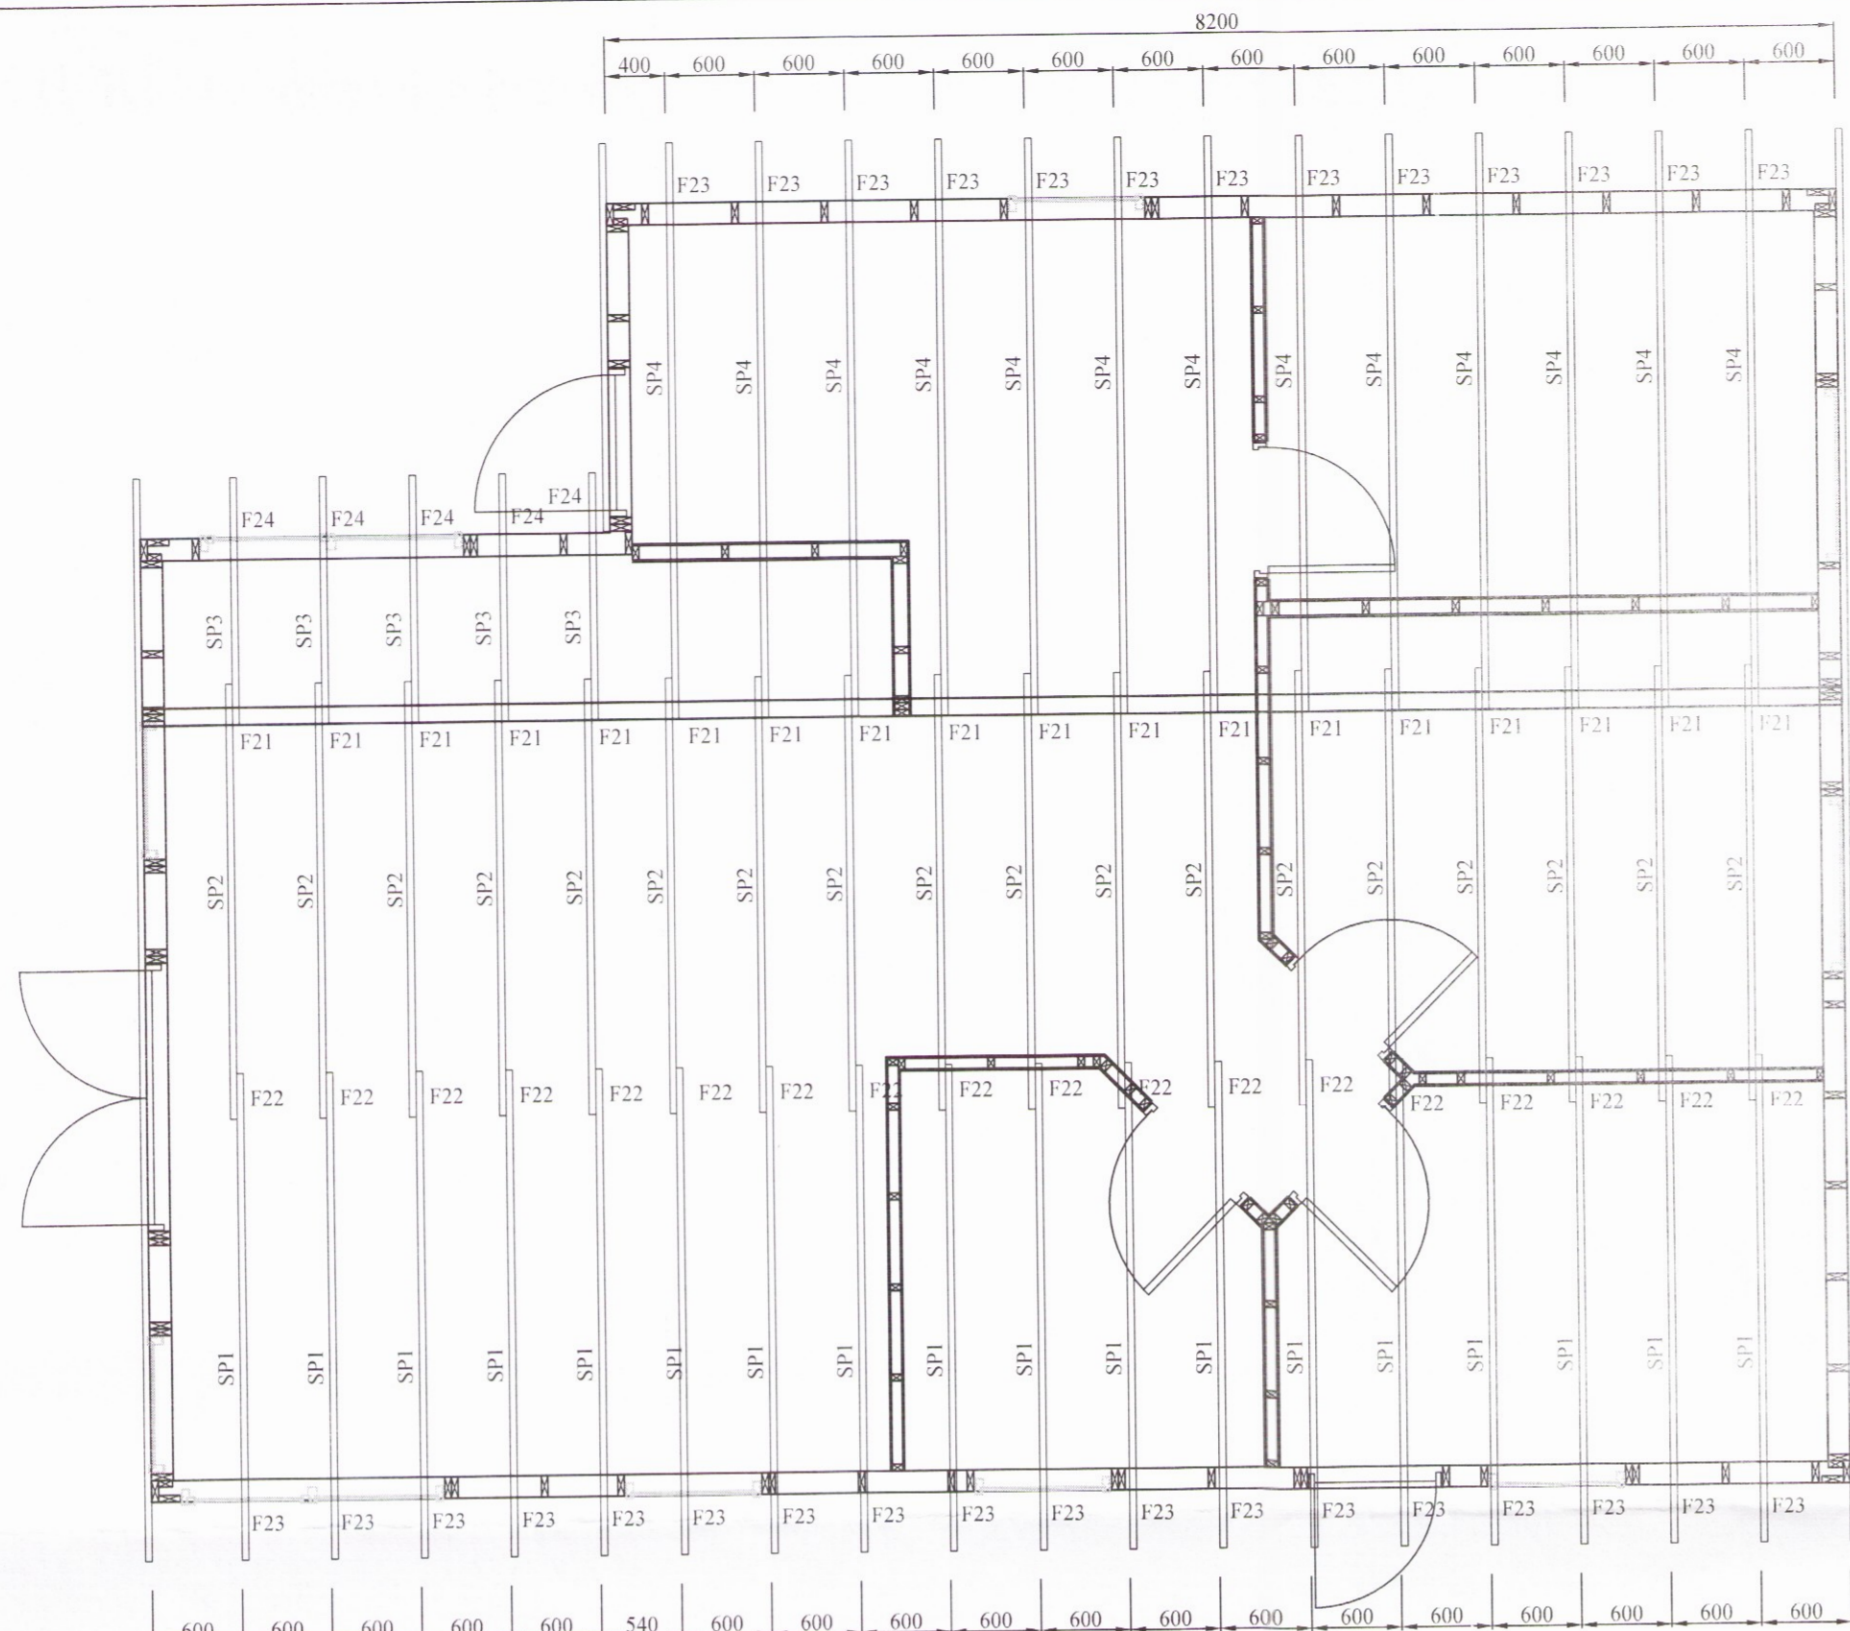 8200
400 600 600 600 600 600 600 600 600 600 600 600 600 600
F23 F23 F23 F23 F23 F23 F23 F23 F23 F23 F23 F23 F23
SP4 SP4 SP4 SP4 SP4 SP4 SP4 SP4 SP4 SP4 SP4 SP4 SP4
F24 F24 F24 F24 F24
SP3 SP3 SP3 SP3 SP3
F21 F21 F21 F21 F21 F21 F21 F21 F21 F21 F21 F21 F21 F21 F21 F21 F21 F21
SP2 SP2 SP2 SP2 SP2 SP2 SP2 SP2 SP2 SP2 SP2 SP2 SP2 SP2 SP2 SP2 SP2 SP2
F22 F22 F22 F22 F22 F22 F22 F22 F22 F22 F22 F22 F22 F22 F22 F22 F22 F22
SP1 SP1 SP1 SP1 SP1 SP1 SP1 SP1 SP1 SP1 SP1 SP1 SP1 SP1 SP1 SP1 SP1 SP1
F23 F23 F23 F23 F23 F23 F23 F23 F23 F23 F23 F23 F23 F23 F23 F23 F23 F23
600 600 600 600 600 540 600 600 600 600 600 600 600 600 600 600 600 600 600